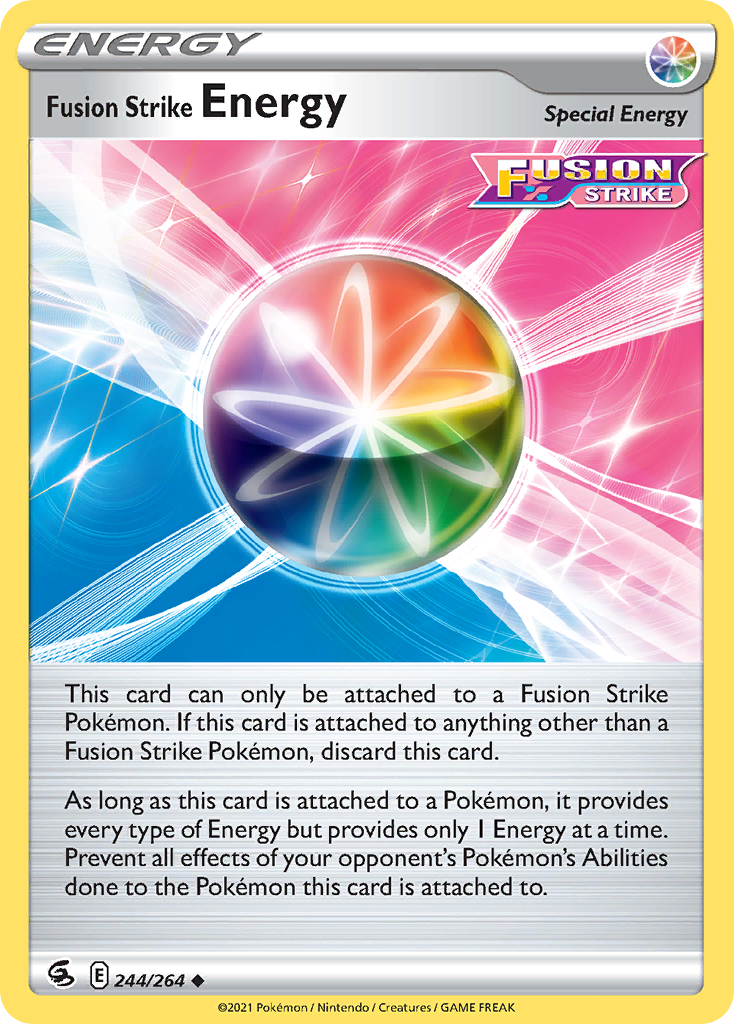 ENERGY
Fusion Strike Energy
Special Energy
FUSION
STRIKE
This card can only be attached to a Fusion Strike
Pokémon. If this card is attached to anything other than a
Fusion Strike Pokémon, discard this card.
As long as this card is attached to a Pokémon, it provides
every type of Energy but provides only 1 Energy at a time.
Prevent all effects of your opponent's Pokémon's Abilities
done to the Pokémon this card is attached to.
E 244/264
©2021 Pokémon / Nintendo / Creatures / GAME FREAK